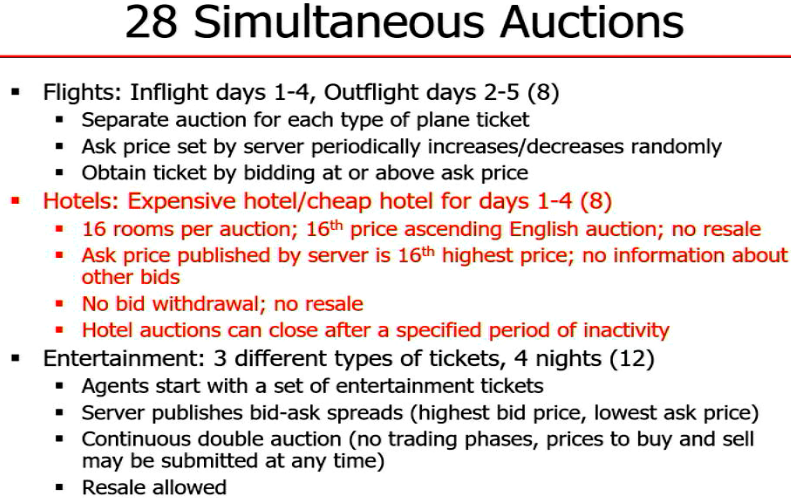 28 Simultaneous Auctions
▪ Flights: Inflight days 1-4, Outflight days 2-5 (8)
▪ Separate auction for each type of plane ticket
▪ Ask price set by server periodically increases/decreases randomly
▪ Obtain ticket by bidding at or above ask price
▪ Hotels: Expensive hotel/cheap hotel for days 1-4 (8)
▪ 16 rooms per auction; 16th price ascending English auction; no resale
▪ Ask price published by server is 16th highest price; no information about
other bids
▪ No bid withdrawal; no resale
▪ Hotel auctions can close after a specified period of inactivity
▪ Entertainment: 3 different types of tickets, 4 nights (12)
▪ Agents start with a set of entertainment tickets
▪ Server publishes bid-ask spreads (highest bid price, lowest ask price)
▪ Continuous double auction (no trading phases, prices to buy and sell
may be submitted at any time)
▪ Resale allowed